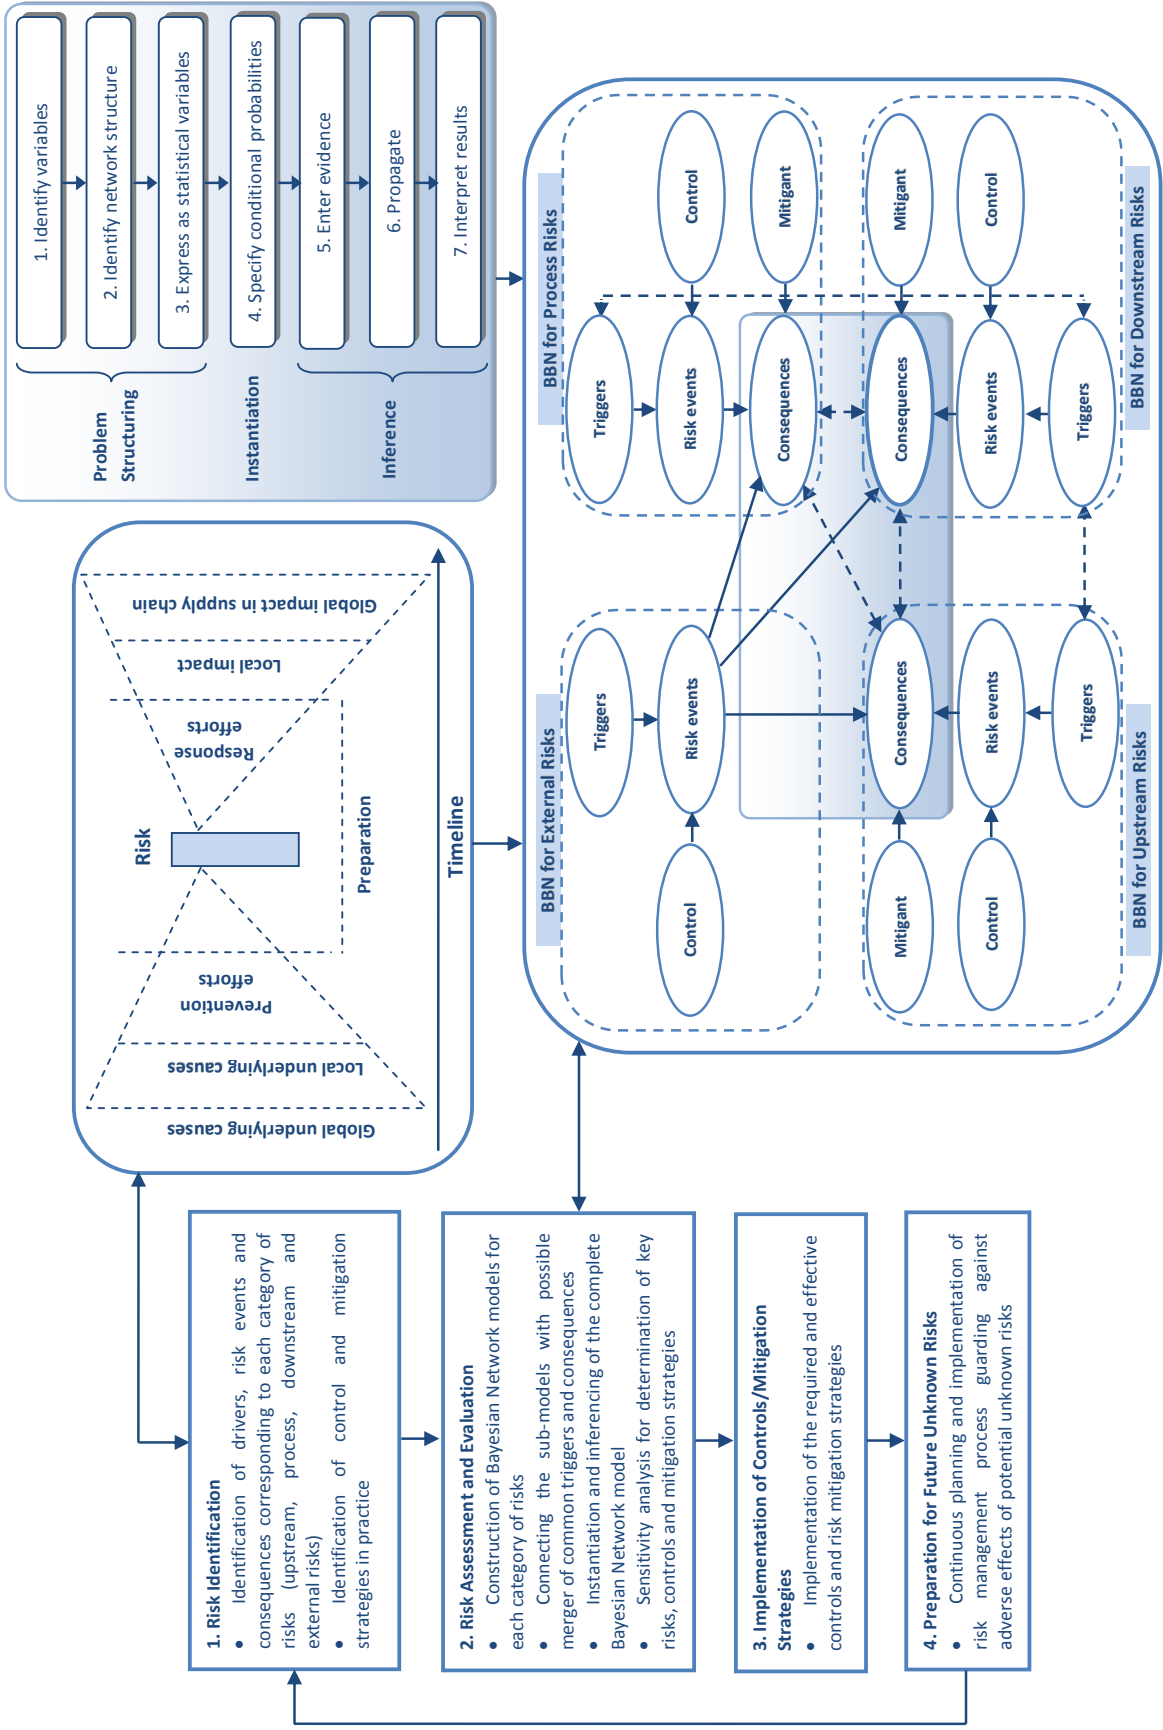 1. Risk Identification
• Identification of drivers, risk events and
consequences corresponding to each category of
risks (upstream, process, downstream and
external risks)
• Identification of control and mitigation
strategies in practice
2. Risk Assessment and Evaluation
• Construction of Bayesian Network models for
each category of risks
• Connecting the sub-models with possible
merger of common triggers and consequences
• Instantiation and inferencing of the complete
Bayesian Network model
• Sensitivity analysis for determination of key
risks, controls and mitigation strategies
3. Implementation of Controls/Mitigation
Strategies
• Implementation of the required and effective
controls and risk mitigation strategies
4. Preparation for Future Unknown Risks
• Continuous planning and implementation of
risk management process guarding against
adverse effects of potential unknown risks
Global underlying causes
Local underlying causes
Prevention
efforts
Risk
Preparation
Response
efforts
Local impact
Global impact in supply chain
Timeline
Problem
Structuring
Instantiation
Inference
1. Identify variables
2. Identify network structure
3. Express as statistical variables
4. Specify conditional probabilities
5. Enter evidence
6. Propagate
7. Interpret results
BBN for External Risks
Triggers
Risk events
Control
BBN for Process Risks
Triggers
Risk events
Control
Consequences
Mitigant
Consequences
Mitigant
Risk events
Control
Triggers
BBN for Upstream Risks
Consequences
Mitigant
Risk events
Control
Triggers
BBN for Downstream Risks